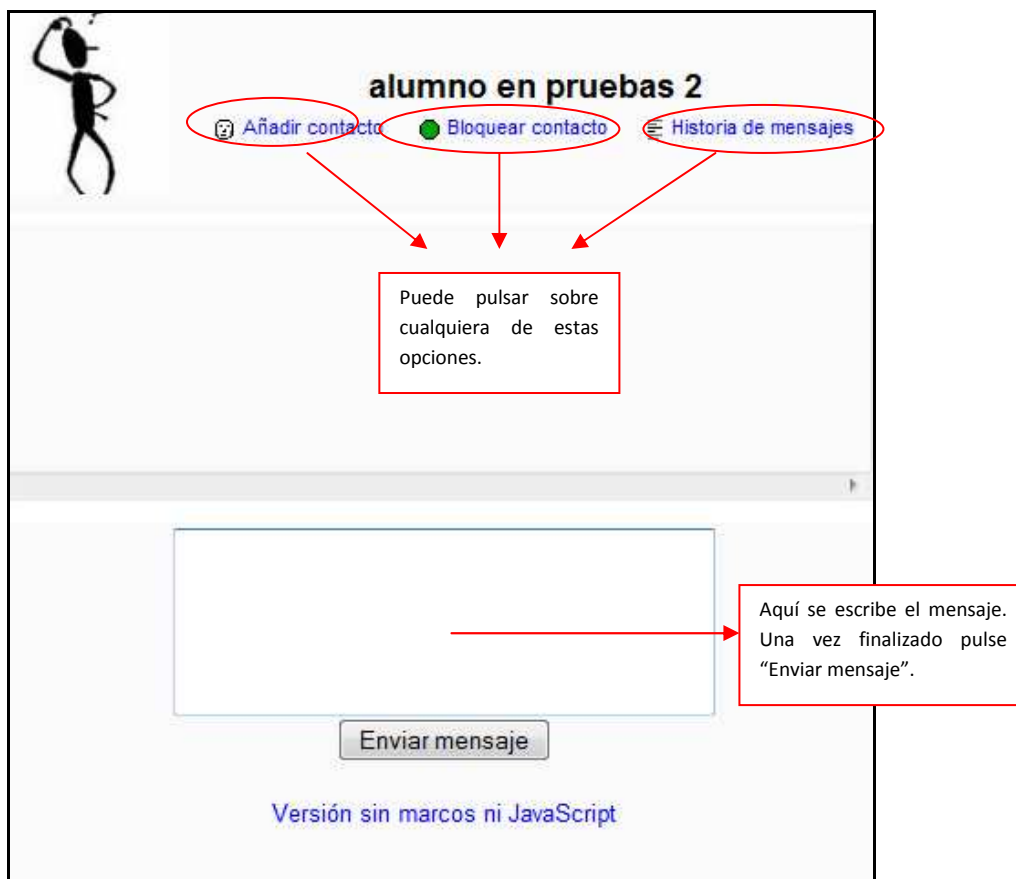 alumno en pruebas 2
Añadir contacto Bloquear contacto Historia de mensajes
Puede pulsar sobre
cualquiera de estas
opciones.
Aquí se escribe el mensaje.
Una vez finalizado pulse
“Enviar mensaje”.
Enviar mensaje
Versión sin marcos ni JavaScript